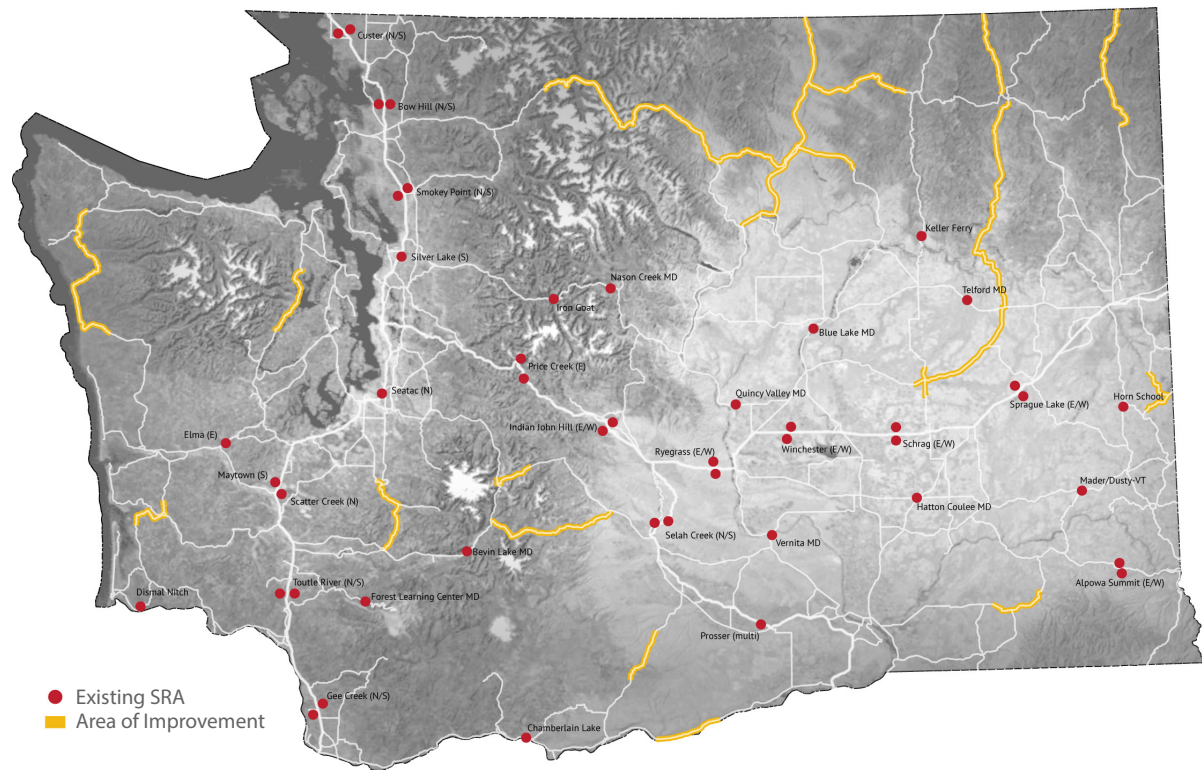 Custer (N/S)
Bow Hill (N/S)
Smokey Point (N/S)
Keller Ferry
Silver Lake (S)
Nason Creek MD
Telford MD
Iron Goat
Blue Lake MD
Price Creek (E)
Seatac (N)
Quincy Valley MD
Sprague Lake (E/W)
Horn School
Indian John Hill (E/W)
Elma (E)
Winchester (E/W)
Schrag (E/W)
Ryegrass (E/W)
Maytown (S)
Mader/Dusty-VT
Scatter Creek (N)
Hatton Coulee MD
Selah Creek (N/S)
Vernita MD
Bevin Lake MD
Toutle River (N/S)
Alpowa Summit (E/W)
Dismal Nitch
Forest Learning Center MD
Prosser (multi)
Existing SRA
Gee Creek (N/S)
Area of Improvement
Chamberlain Lake